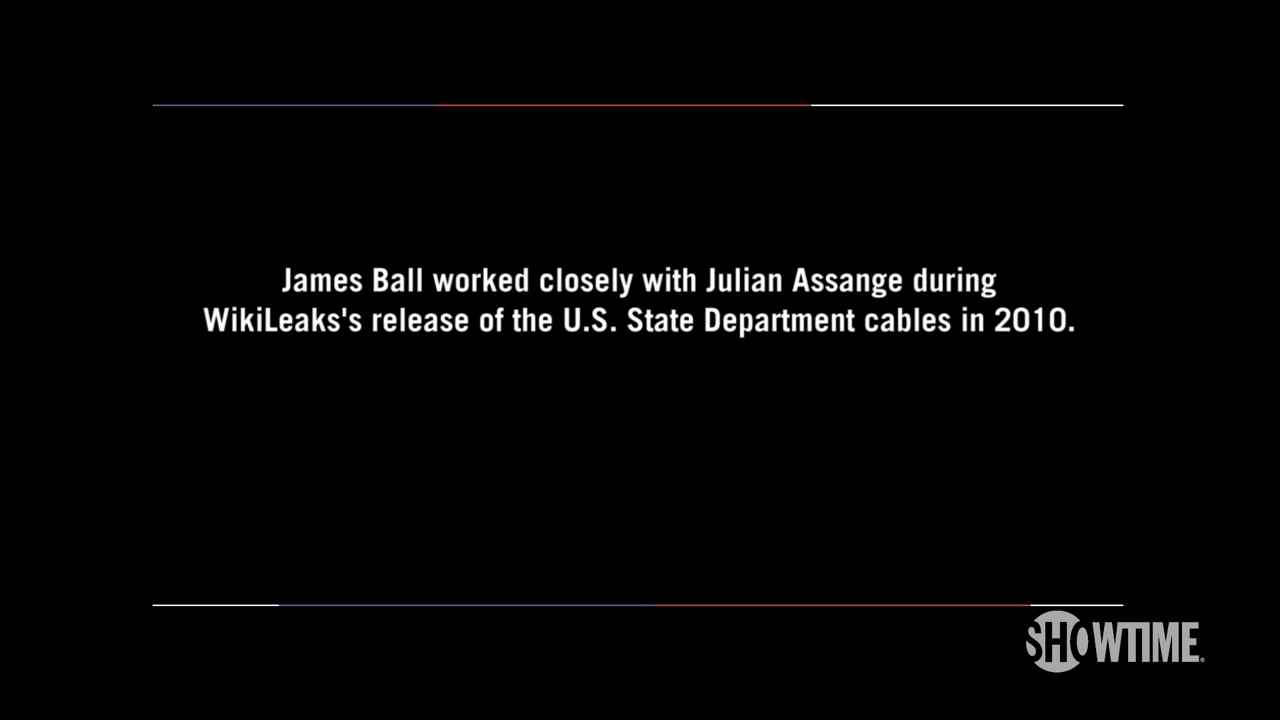 James Ball worked closely with Julian Assange during
WikiLeaks's release of the U.S. State Department cables in 2010.
SHOWTIME®